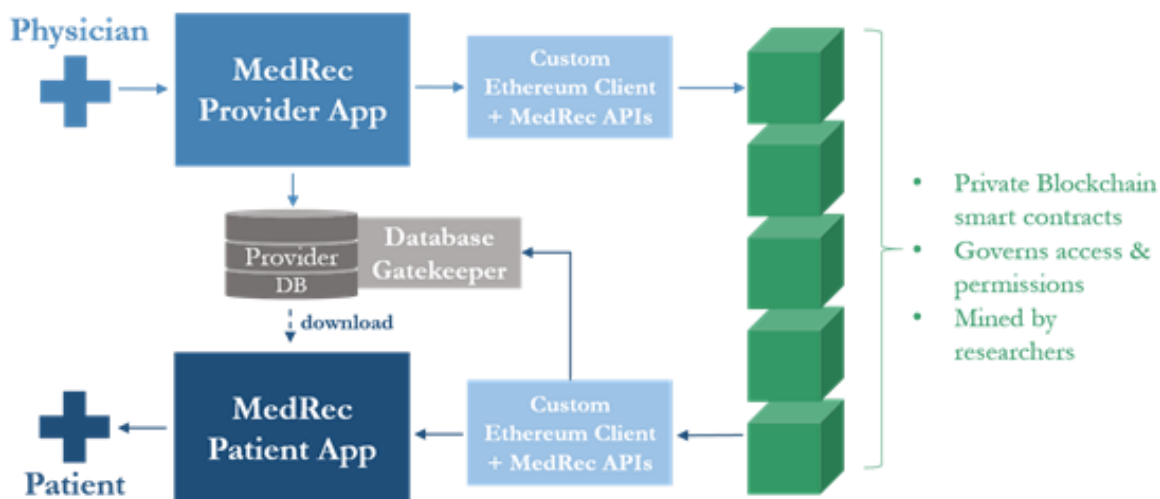 Physician
MedRec
Provider App
Custom
Ethereum Client
+ MedRec APIs
Provider
DB
Database
Gatekeeper
download
• Private Blockchain
smart contracts
• Governs access &
permissions
• Mined by
researchers
MedRec
Patient App
Custom
Ethereum Client
+ MedRec APIs
Patient